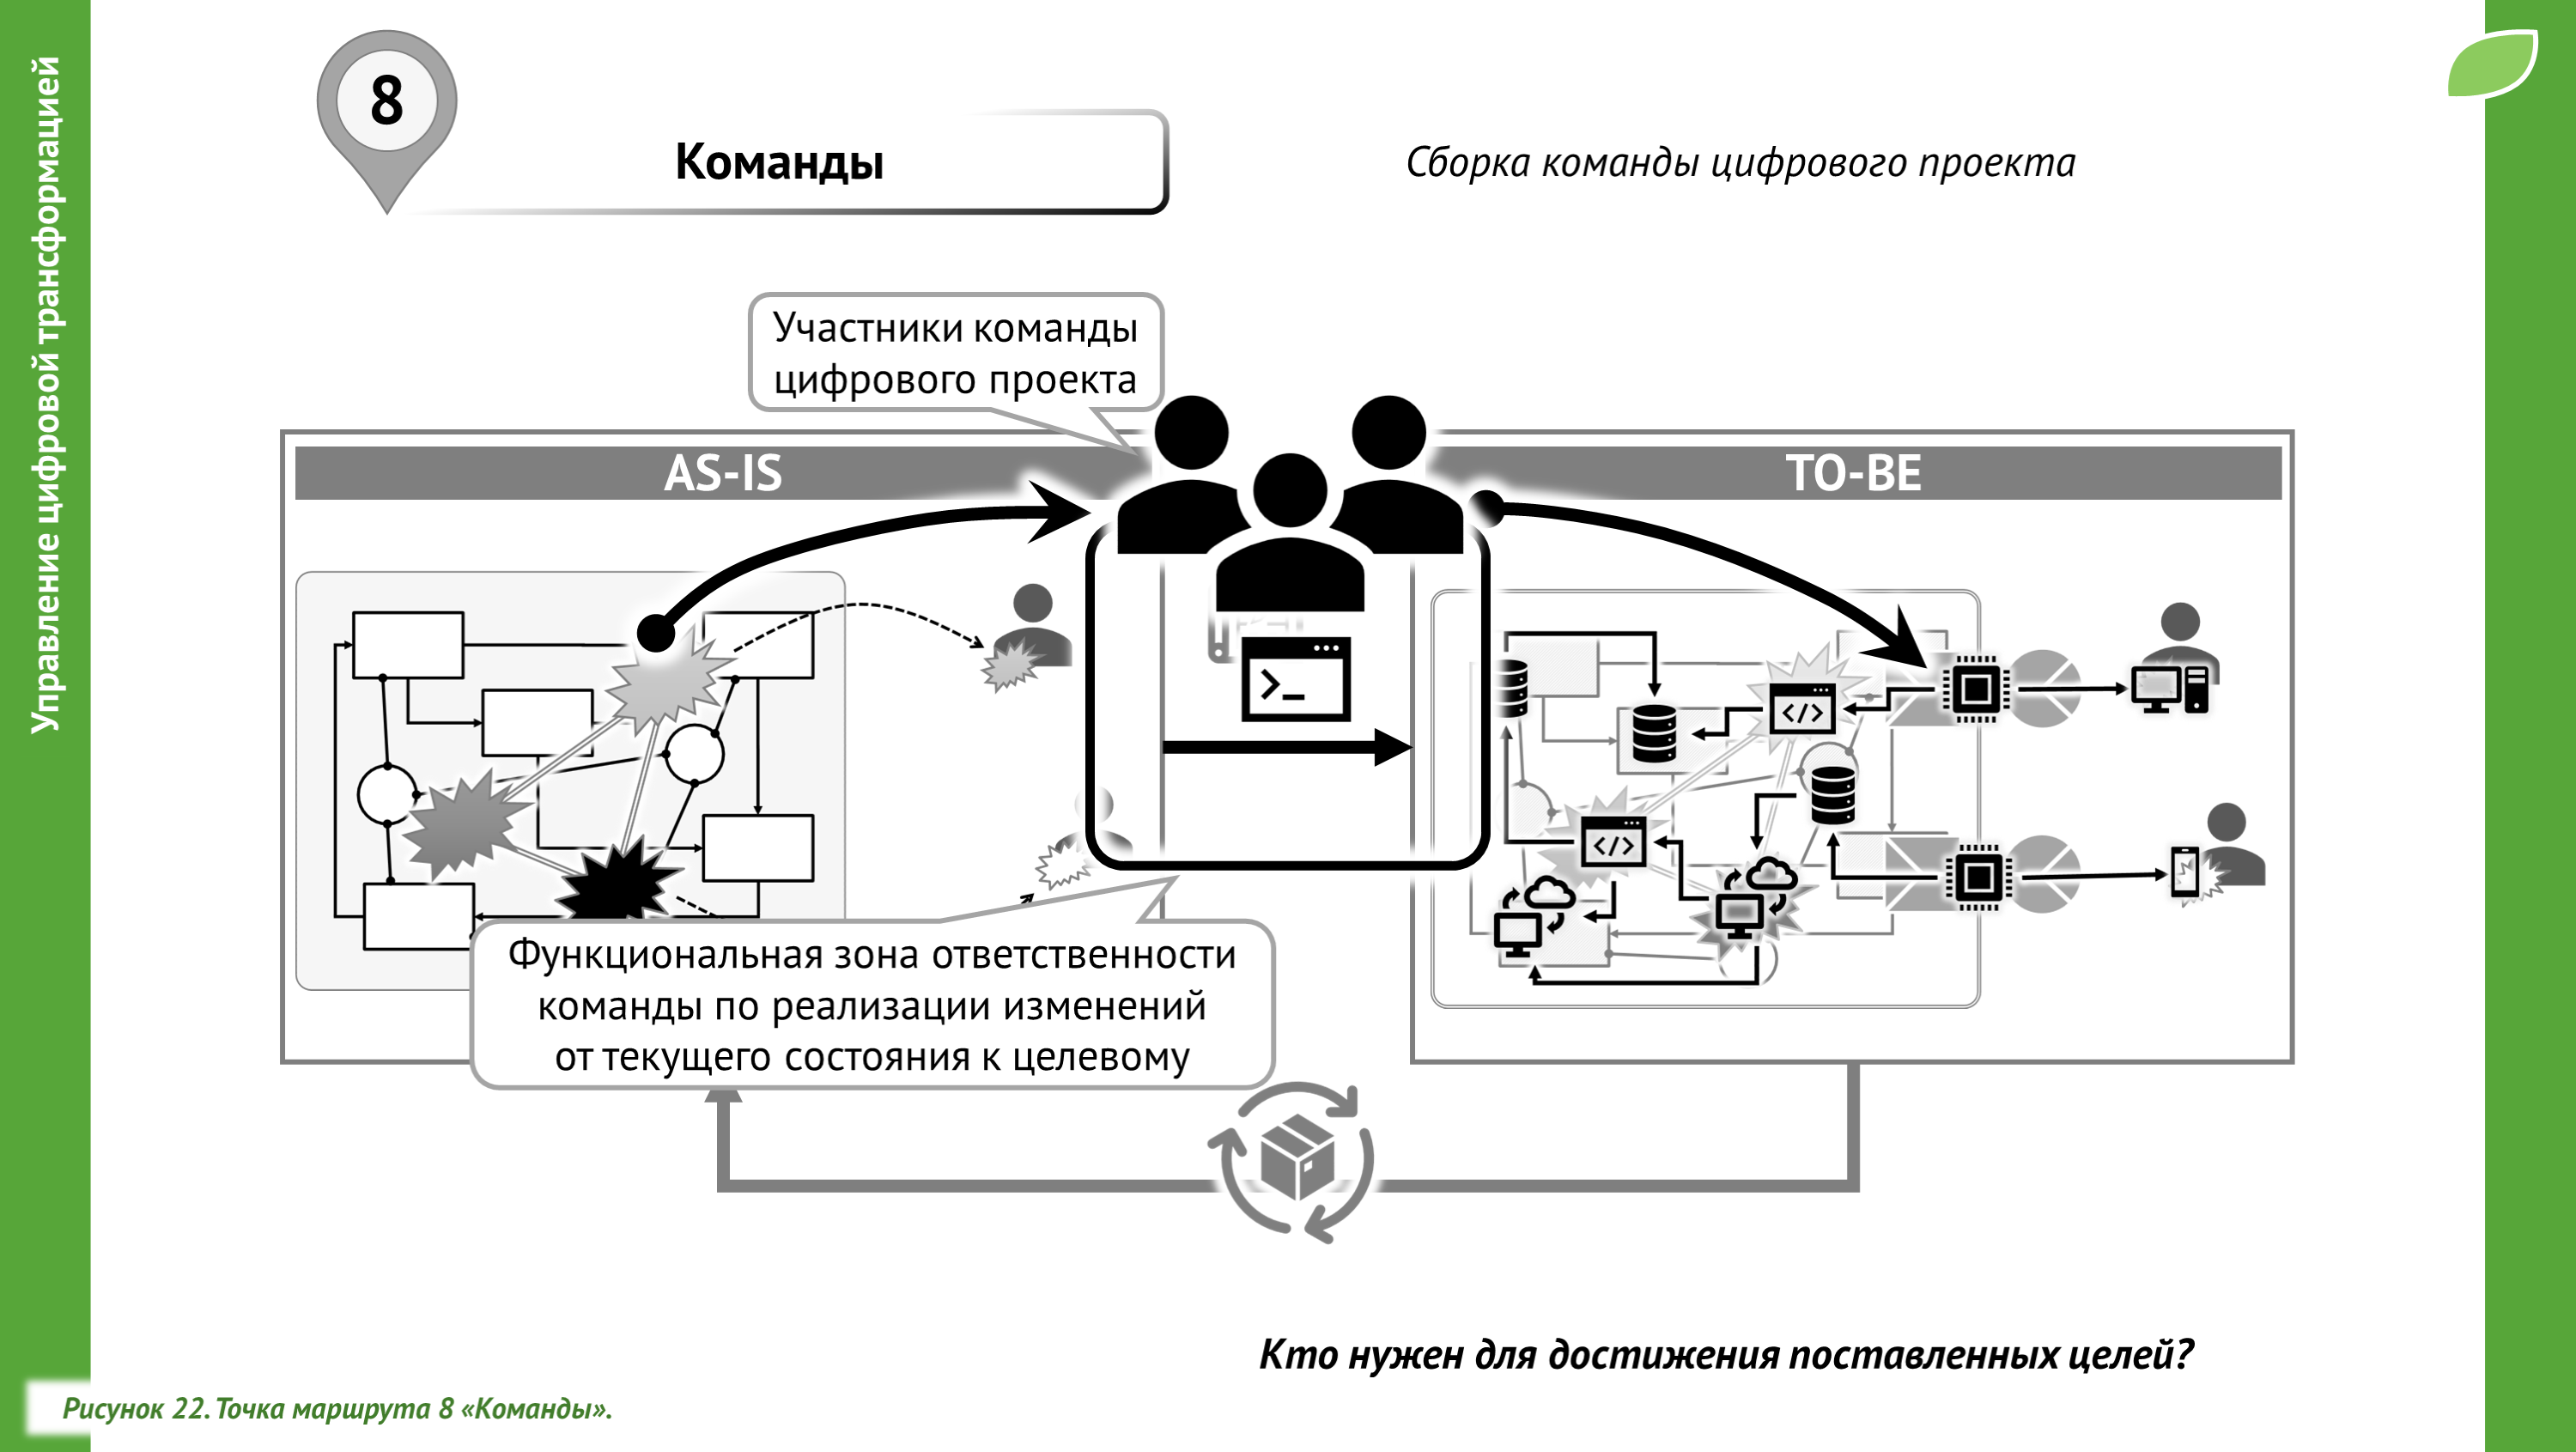 Управление цифровой трансформацией
8
Команды
Сборка команды цифрового проекта
Участники команды
цифрового проекта
AS-IS
TO-BE
>_
</>
</>
Функциональная зона ответственности
команды по реализации изменений
от текущего состояния к целевому
Кто нужен для достижения поставленных целей?
Рисунок 22. Точка маршрута 8 «Команды».